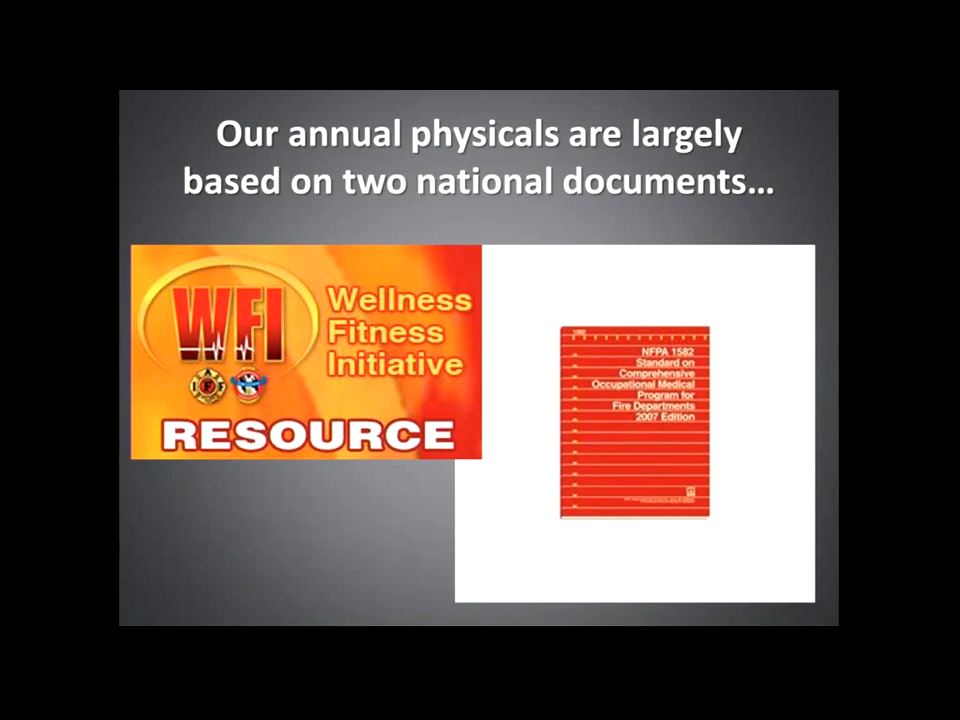 Our annual physicals are largely
based on two national documents…
WFI
Wellness
Fitness
Initiative
RESOURCE
NFPA 1582
Standard on
Comprehensive
Occupational Medical
Program for
Fire Departments
2007 Edition